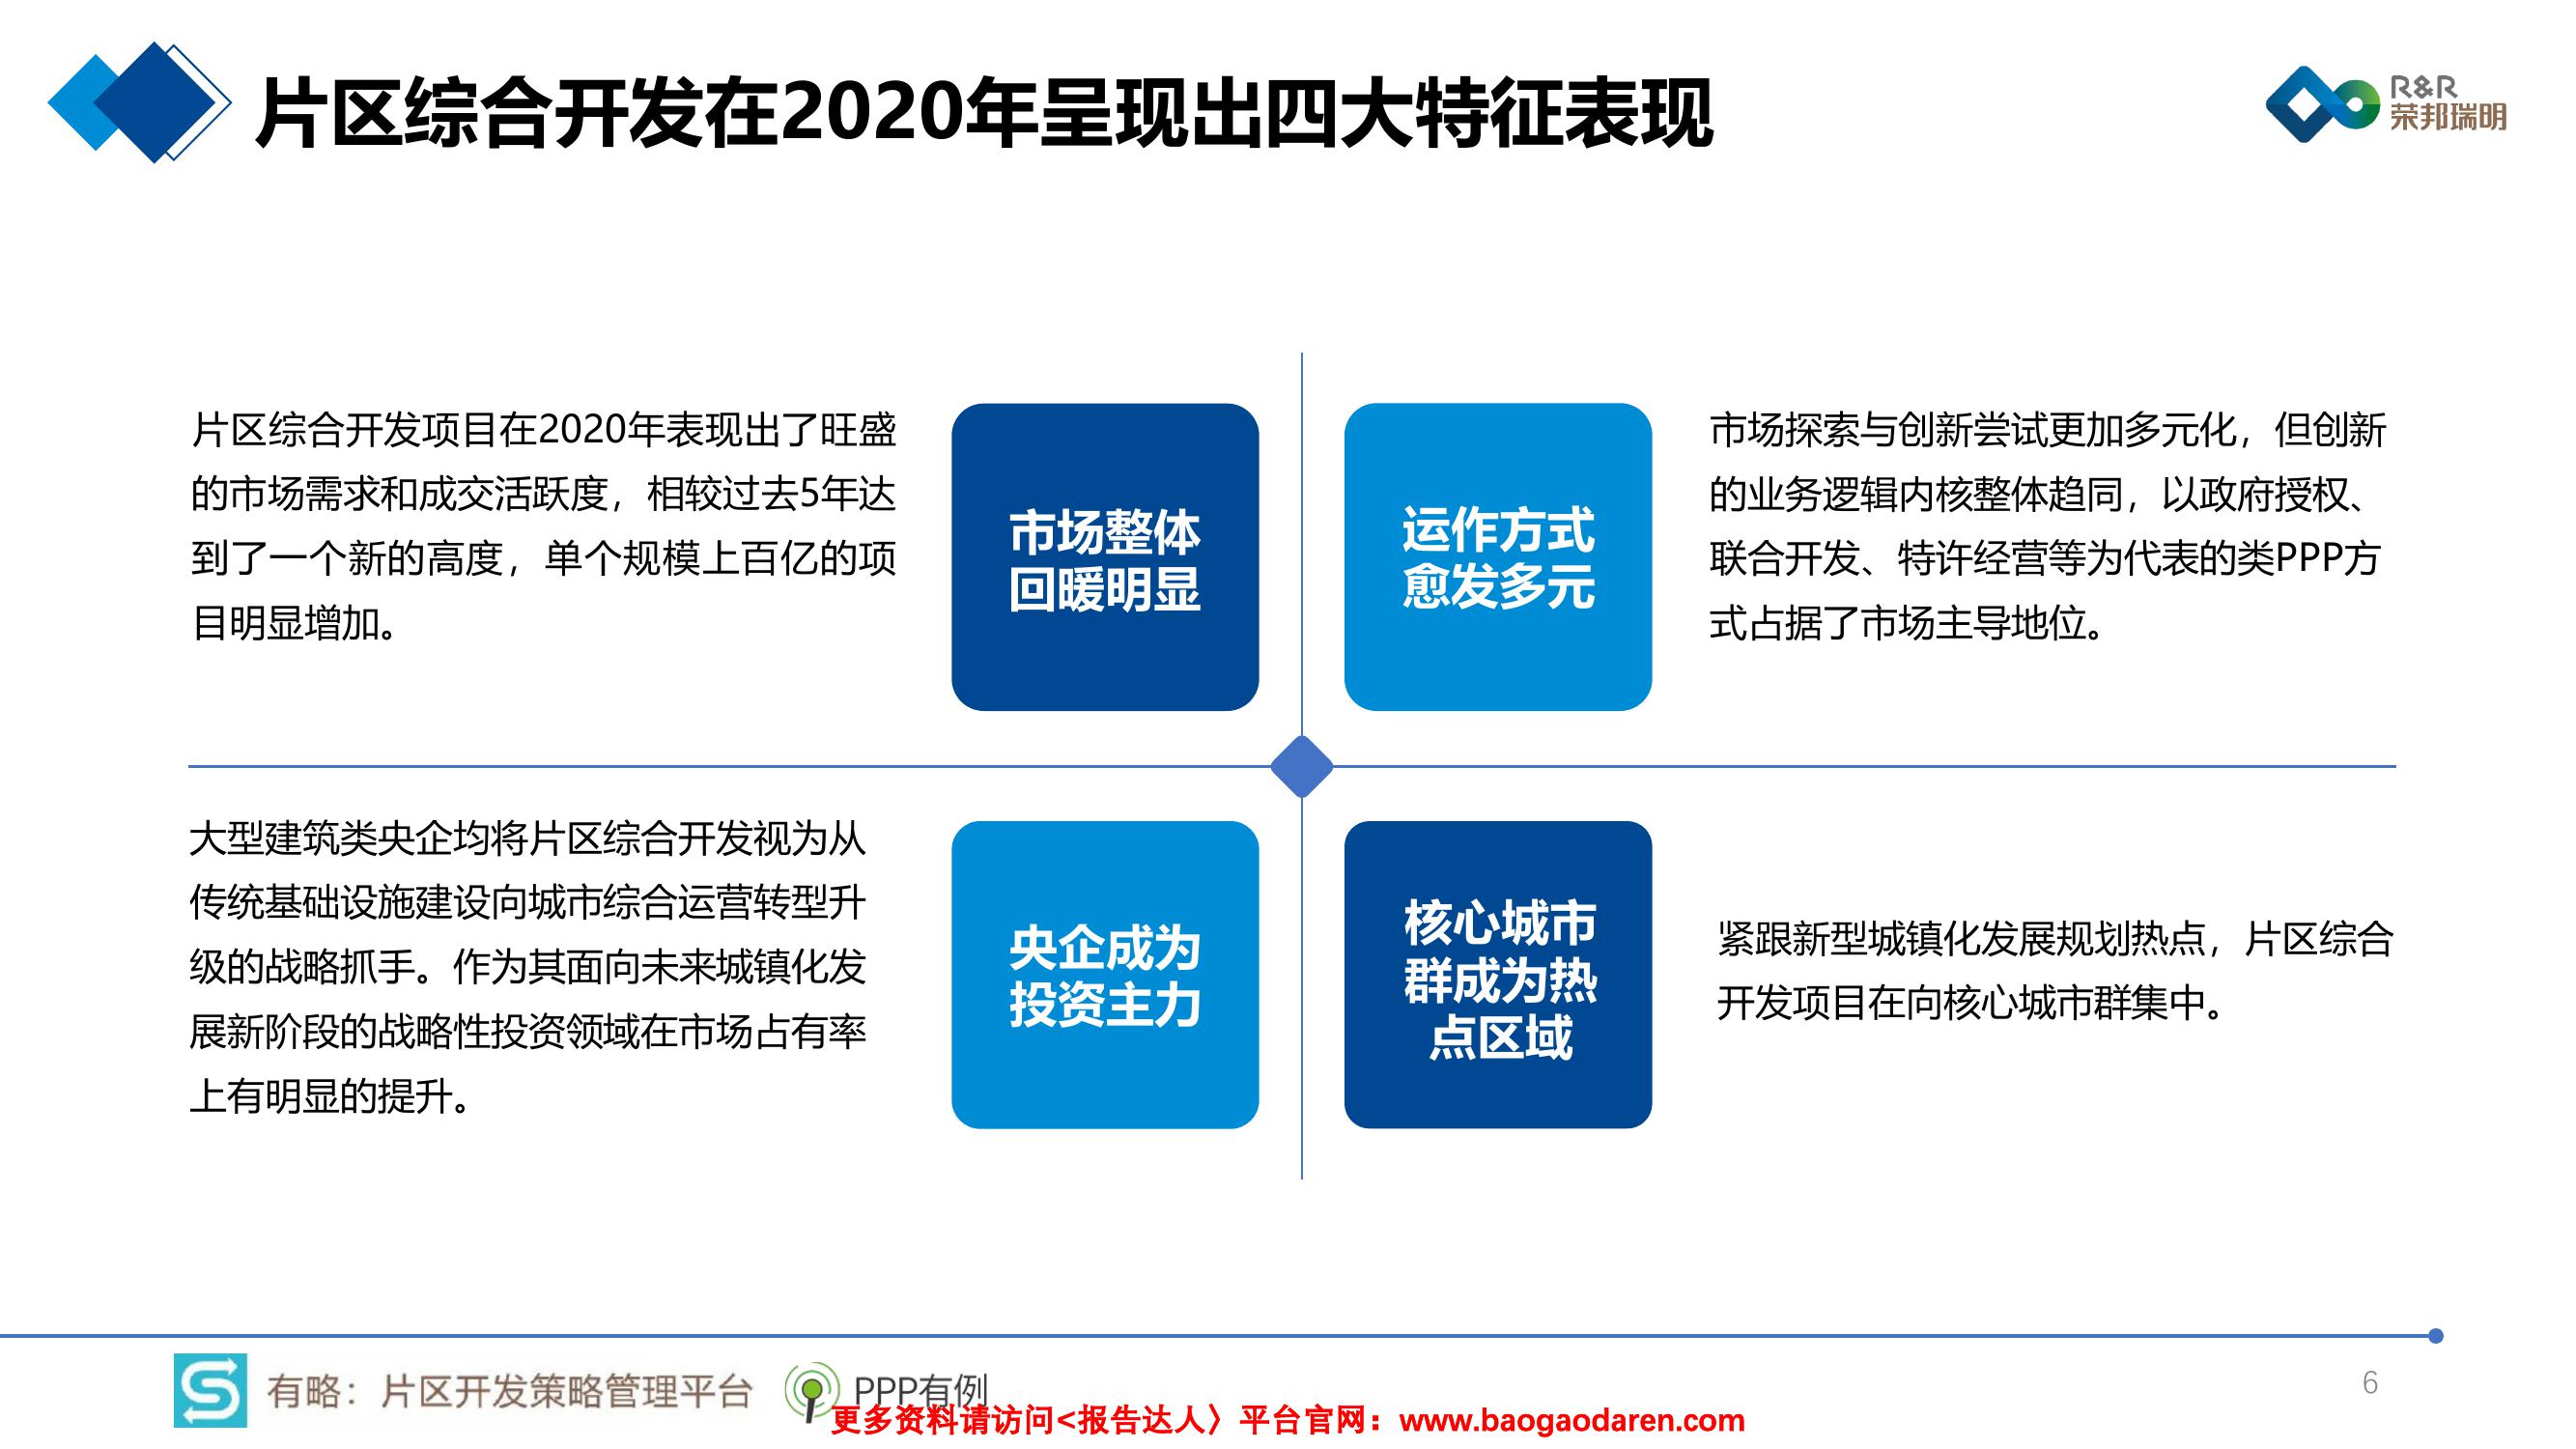 片区综合开发在2020年呈现出四大特征表现
R&R
荣邦瑞明
片区综合开发项目在2020年表现出了旺盛
的市场需求和成交活跃度，相较过去5年达
到了一个新的高度，单个规模上百亿的项
目明显增加。
市场整体
回暖明显
运作方式
愈发多元
市场探索与创新尝试更加多元化，但创新
的业务逻辑内核整体趋同，以政府授权、
联合开发、特许经营等为代表的类PPP方
式占据了市场主导地位。
大型建筑类央企均将片区综合开发视为从
传统基础设施建设向城市综合运营转型升
级的战略抓手。作为其面向未来城镇化发
展新阶段的战略性投资领域在市场占有率
上有明显的提升。
央企成为
投资主力
核心城市
群成为热
点区域
紧跟新型城镇化发展规划热点，片区综合
开发项目在向核心城市群集中。
有略：片区开发策略管理平台
PPP有例
6
更多资料请访问<报告达人〉平台官网：www.baogaodaren.com